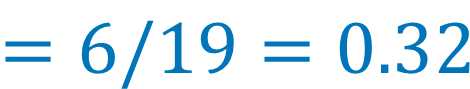 = 6/19 = 0.32